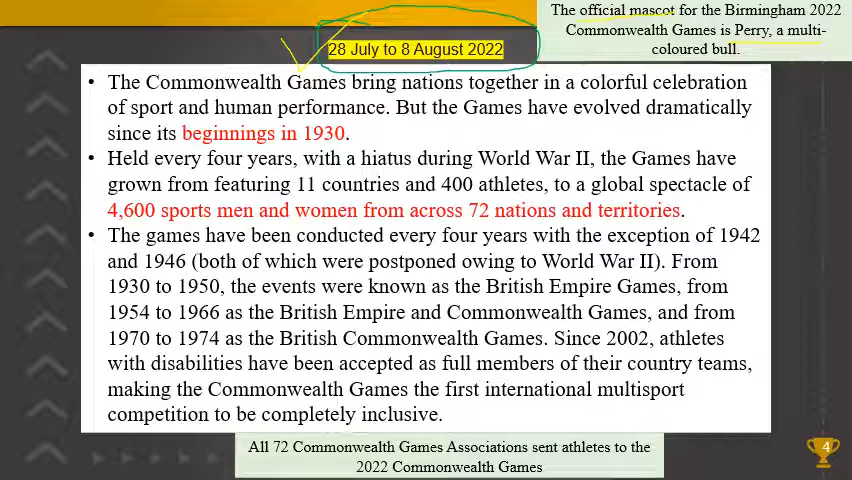 The official mascot for the Birmingham 2022
Commonwealth Games is Perry, a multi-
coloured bull.
28 July to 8 August 2022
• The Commonwealth Games bring nations together in a colorful celebration
of sport and human performance. But the Games have evolved dramatically
since its beginnings in 1930.
• Held every four years, with a hiatus during World War II, the Games have
grown from featuring 11 countries and 400 athletes, to a global spectacle of
4,600 sports men and women from across 72 nations and territories.
• The games have been conducted every four years with the exception of 1942
and 1946 (both of which were postponed owing to World War II). From
1930 to 1950, the events were known as the British Empire Games, from
1954 to 1966 as the British Empire and Commonwealth Games, and from
1970 to 1974 as the British Commonwealth Games. Since 2002, athletes
with disabilities have been accepted as full members of their country teams,
making the Commonwealth Games the first international multisport
competition to be completely inclusive.
All 72 Commonwealth Games Associations sent athletes to the
2022 Commonwealth Games
4